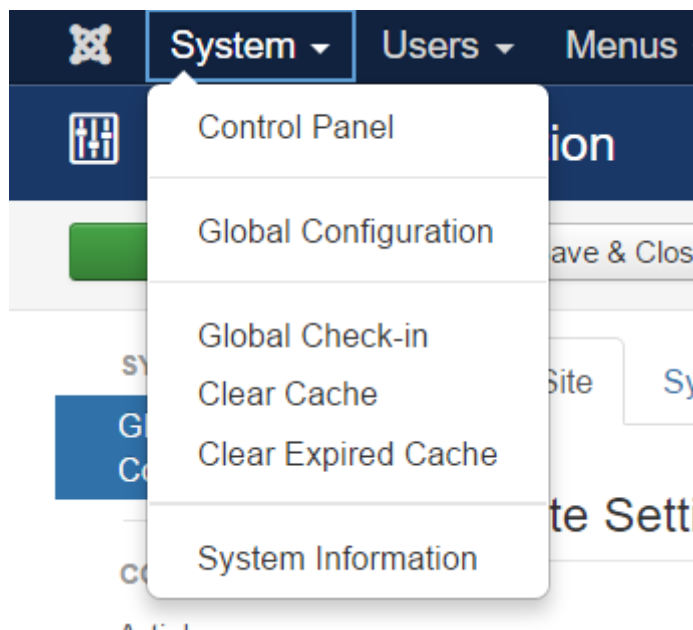 System Users Menus
Control Panel
ion
Global Configuration
ave & Clos
Global Check-in
Site Sy
Clear Cache
Clear Expired Cache
te Setti
System Information